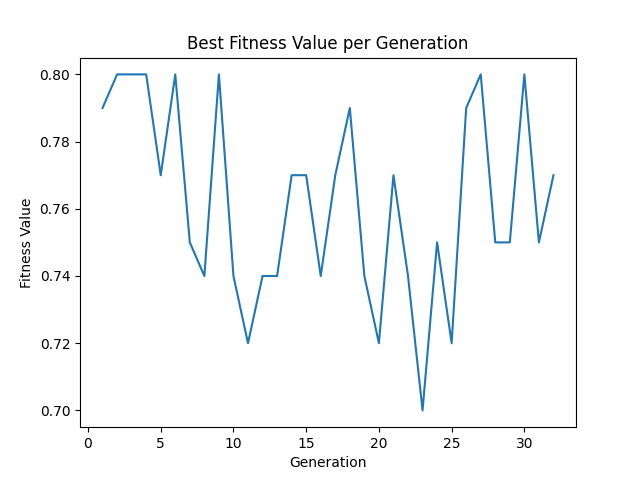 Best Fitness Value per Generation
0.80
0.78
0.76
0.74
0.72
0.70
Fitness Value
0 5 10 15 20 25 30
Generation